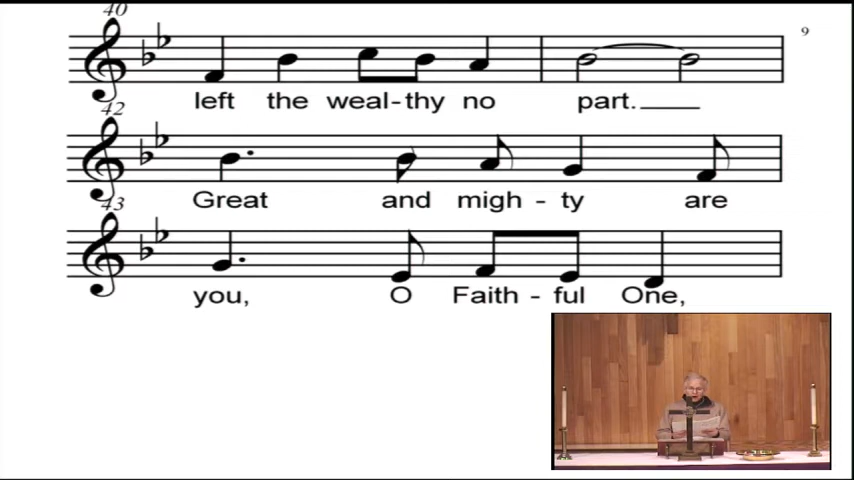 40
9
left the weal-thy no part.
42
Great and migh - ty are
43
you, O Faith - ful One,